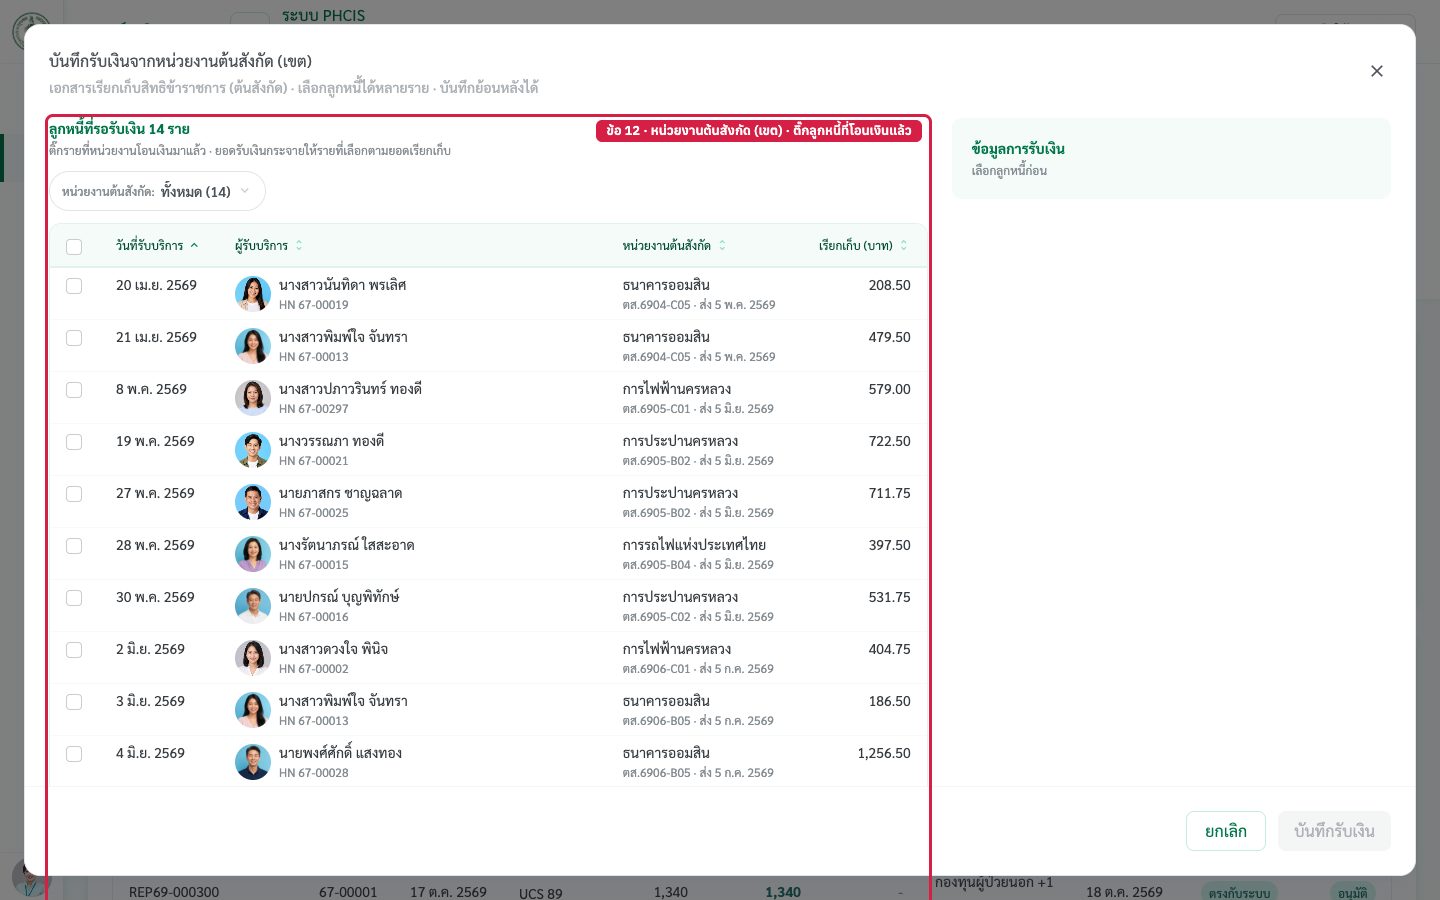 ระบบ PHCIS
บันทึกรับเงินจากหน่วยงานต้นสังกัด (เขต)
เอกสารเรียกเก็บสิทธิข้าราชการ (ต้นสังกัด) · เลือกลูกหนี้ได้หลายราย · บันทึกย้อนหลังได้
ลูกหนี้ที่รอรับเงิน 14 ราย
ข้อ 12 · หน่วยงานต้นสังกัด (เขต) · ติ๊กลูกหนี้ที่โอนเงินแล้ว
ติ๊กรายที่หน่วยงานโอนเงินมาแล้ว · ยอดรับเงินกระจายให้รายที่เลือกตามยอดเรียกเก็บ
ข้อมูลการรับเงิน
เลือกลูกหนี้ก่อน
หน่วยงานต้นสังกัด: ทั้งหมด (14)
วันที่รับบริการ ผู้รับบริการ หน่วยงานต้นสังกัด เรียกเก็บ (บาท)
20 เม.ย. 2569 นางสาวนันทิดา พรเลิศ ธนาคารออมสิน 208.50
HN 67-00019 ตส.6904-C05 · ส่ง 5 พ.ค. 2569
21 เม.ย. 2569 นางสาวพิมพ์ใจ จันทรา ธนาคารออมสิน 479.50
HN 67-00013 ตส.6904-C05 · ส่ง 5 พ.ค. 2569
8 พ.ค. 2569 นางสาวปภาวรินทร์ ทองดี การไฟฟ้านครหลวง 579.00
HN 67-00297 ตส.6905-C01 · ส่ง 5 มิ.ย. 2569
19 พ.ค. 2569 นางวรรณภา ทองดี การประปานครหลวง 722.50
HN 67-00021 ตส.6905-B02 · ส่ง 5 มิ.ย. 2569
27 พ.ค. 2569 นายภาสกร ชาญฉลาด การประปานครหลวง 711.75
HN 67-00025 ตส.6905-B02 · ส่ง 5 มิ.ย. 2569
28 พ.ค. 2569 นางรัตนาภรณ์ ใสสะอาด การรถไฟแห่งประเทศไทย 397.50
HN 67-00015 ตส.6905-B04 · ส่ง 5 มิ.ย. 2569
30 พ.ค. 2569 นายปกรณ์ บุญพิทักษ์ การประปานครหลวง 531.75
HN 67-00016 ตส.6905-C02 · ส่ง 5 มิ.ย. 2569
2 มิ.ย. 2569 นางสาวดวงใจ พินิจ การไฟฟ้านครหลวง 404.75
HN 67-00002 ตส.6906-C01 · ส่ง 5 ก.ค. 2569
3 มิ.ย. 2569 นางสาวพิมพ์ใจ จันทรา ธนาคารออมสิน 186.50
HN 67-00013 ตส.6906-B05 · ส่ง 5 ก.ค. 2569
4 มิ.ย. 2569 นายพงศ์ศักดิ์ แสงทอง ธนาคารออมสิน 1,256.50
HN 67-00028 ตส.6906-B05 · ส่ง 5 ก.ค. 2569
ยกเลิก บันทึกรับเงิน
REP69-000300 67-00001 17 ต.ค. 2569 UCS 89 1,340 1,340 - กองทุนผู้ป่วยนอก +1 18 ต.ค. 2569 ตรงกับระบบ อนุมัติ